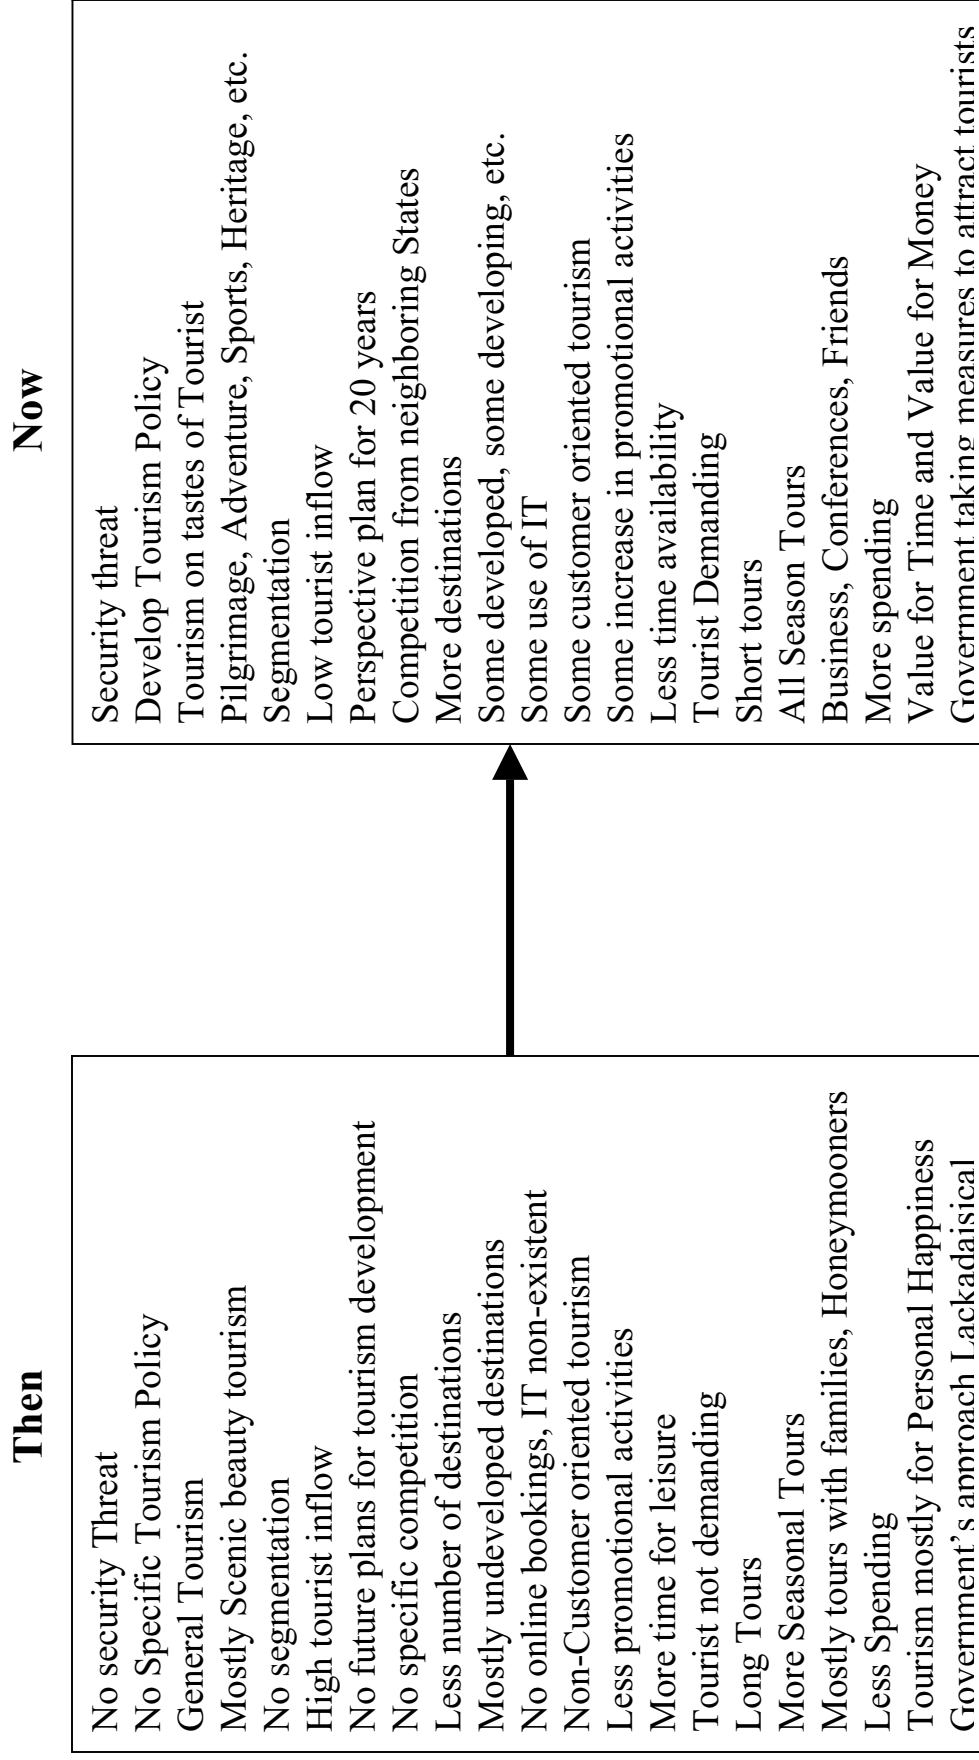 Then
No security Threat
No Specific Tourism Policy
General Tourism
Mostly Scenic beauty tourism
No segmentation
High tourist inflow
No future plans for tourism development
No specific competition
Less number of destinations
Mostly undeveloped destinations
No online bookings, IT non-existent
Non-Customer oriented tourism
Less promotional activities
More time for leisure
Tourist not demanding
Long Tours
More Seasonal Tours
Mostly tours with families, Honeymooners
Less Spending
Tourism mostly for Personal Happiness
Government's approach Lackadaisical
Now
Security threat
Develop Tourism Policy
Tourism on tastes of Tourist
Pilgrimage, Adventure, Sports, Heritage, etc.
Segmentation
Low tourist inflow
Perspective plan for 20 years
Competition from neighboring States
More destinations
Some developed, some developing, etc.
Some use of IT
Some customer oriented tourism
Some increase in promotional activities
Less time availability
Tourist Demanding
Short tours
All Season Tours
Business, Conferences, Friends
More spending
Value for Time and Value for Money
Government taking measures to attract tourists